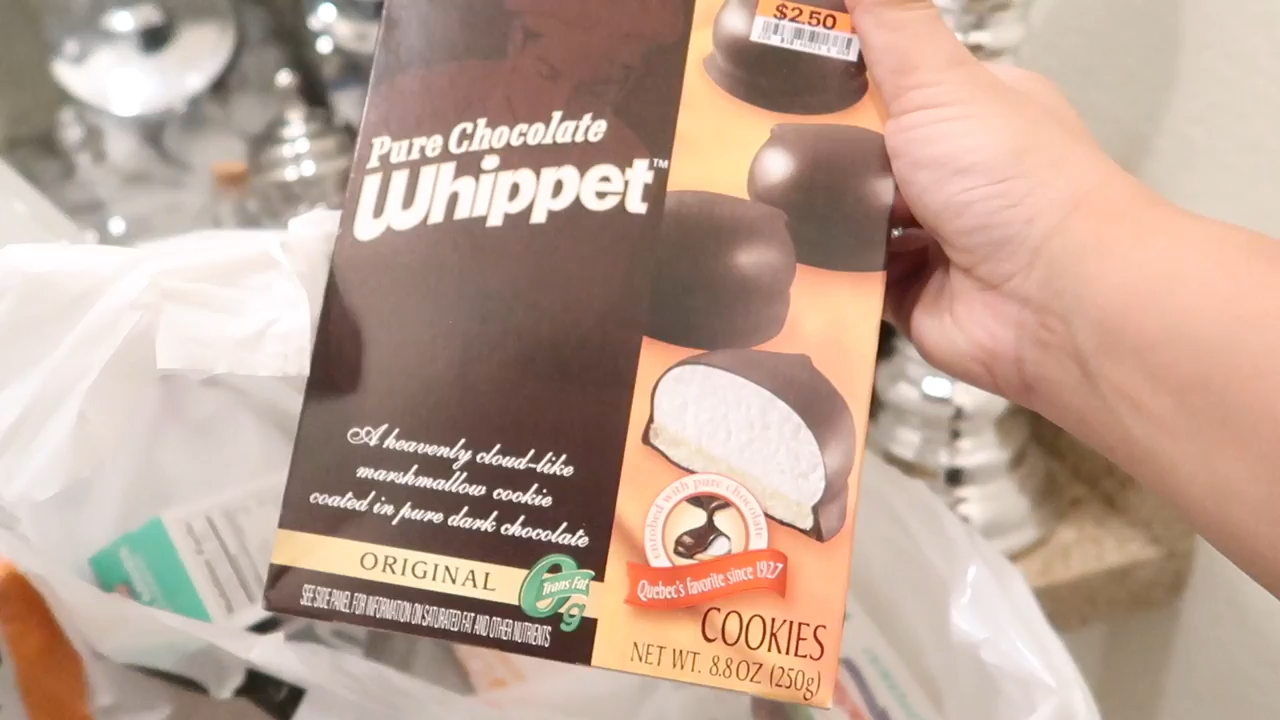 $2.50
Pure Chocolate
Whippet™
A heavenly cloud-like
marshmallow cookie
coated in pure dark chocolate
ORIGINAL
0g Trans Fat
SEE SIDE PANEL FOR INFORMATION ON SATURATED FAT AND OTHER NUTRIENTS
enrobed with pure chocolate
Quebec's favorite since 1927
COOKIES
NET WT. 8.8 OZ (250g)